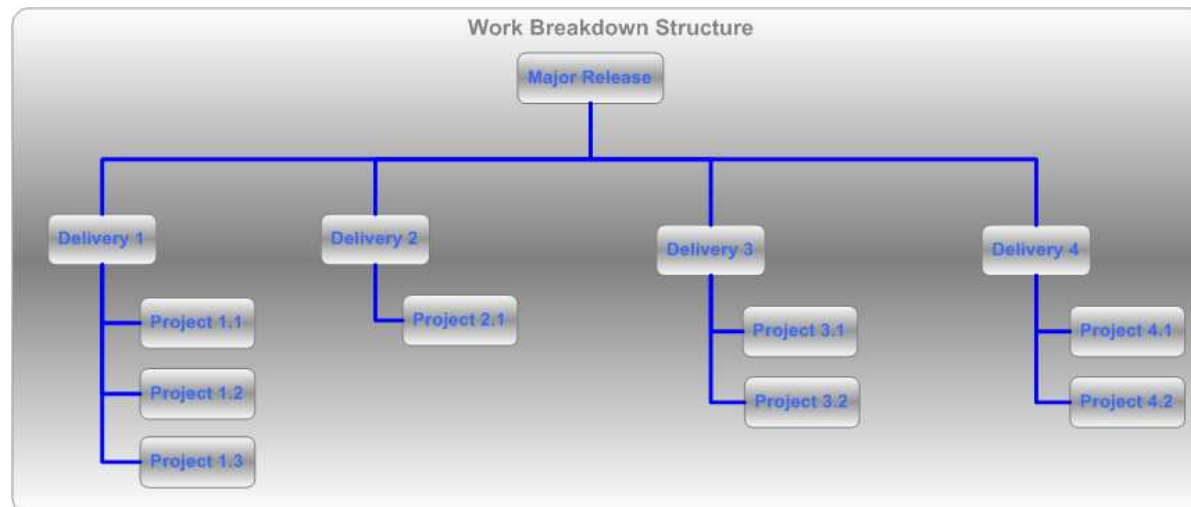 Work Breakdown Structure
Major Release
Delivery 1
Delivery 2
Delivery 3
Delivery 4
Project 1.1
Project 1.2
Project 1.3
Project 2.1
Project 3.1
Project 3.2
Project 4.1
Project 4.2